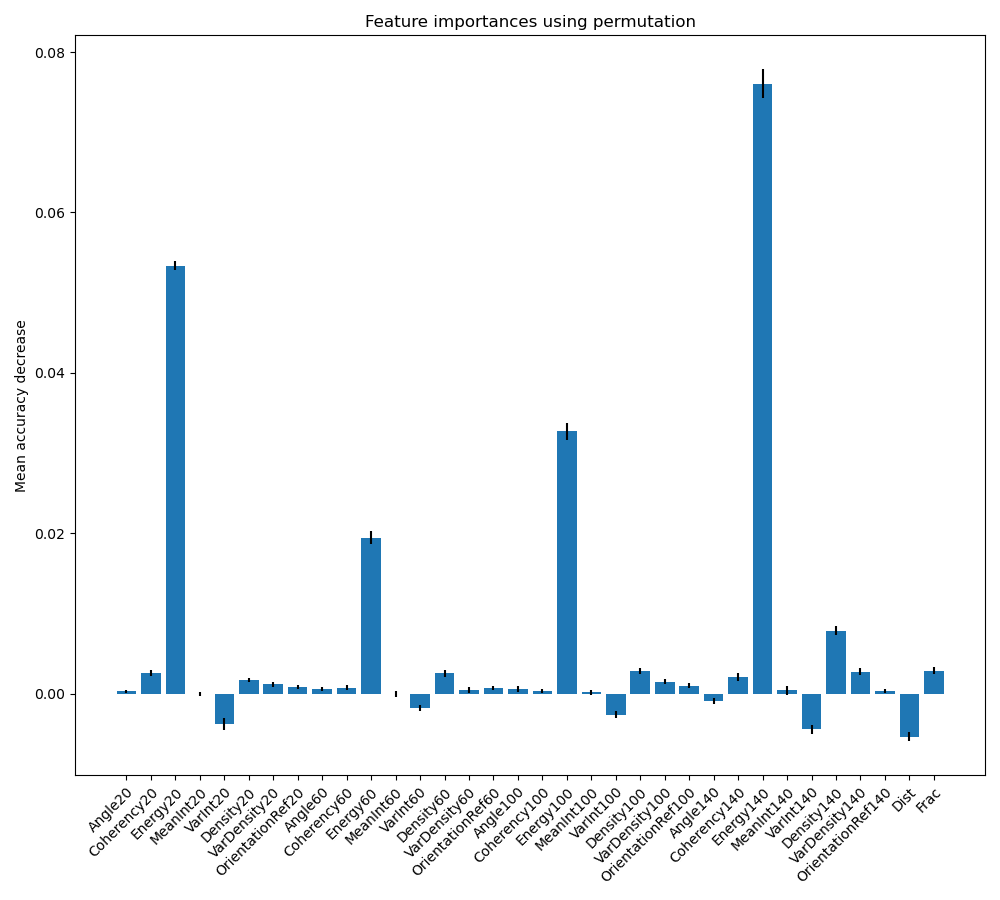 Feature importances using permutation
Mean accuracy decrease
0.08
0.06
0.04
0.02
0.00
Angle20
Coherency20
Energy20
MeanInt20
VarInt20
Density20
VarDensity20
OrientationRef20
Angle60
Coherency60
Energy60
MeanInt60
VarInt60
Density60
VarDensity60
OrientationRef60
Angle100
Coherency100
Energy100
MeanInt100
VarInt100
Density100
VarDensity100
OrientationRef100
Angle140
Coherency140
Energy140
MeanInt140
VarInt140
Density140
VarDensity140
OrientationRef140
Dist
Frac